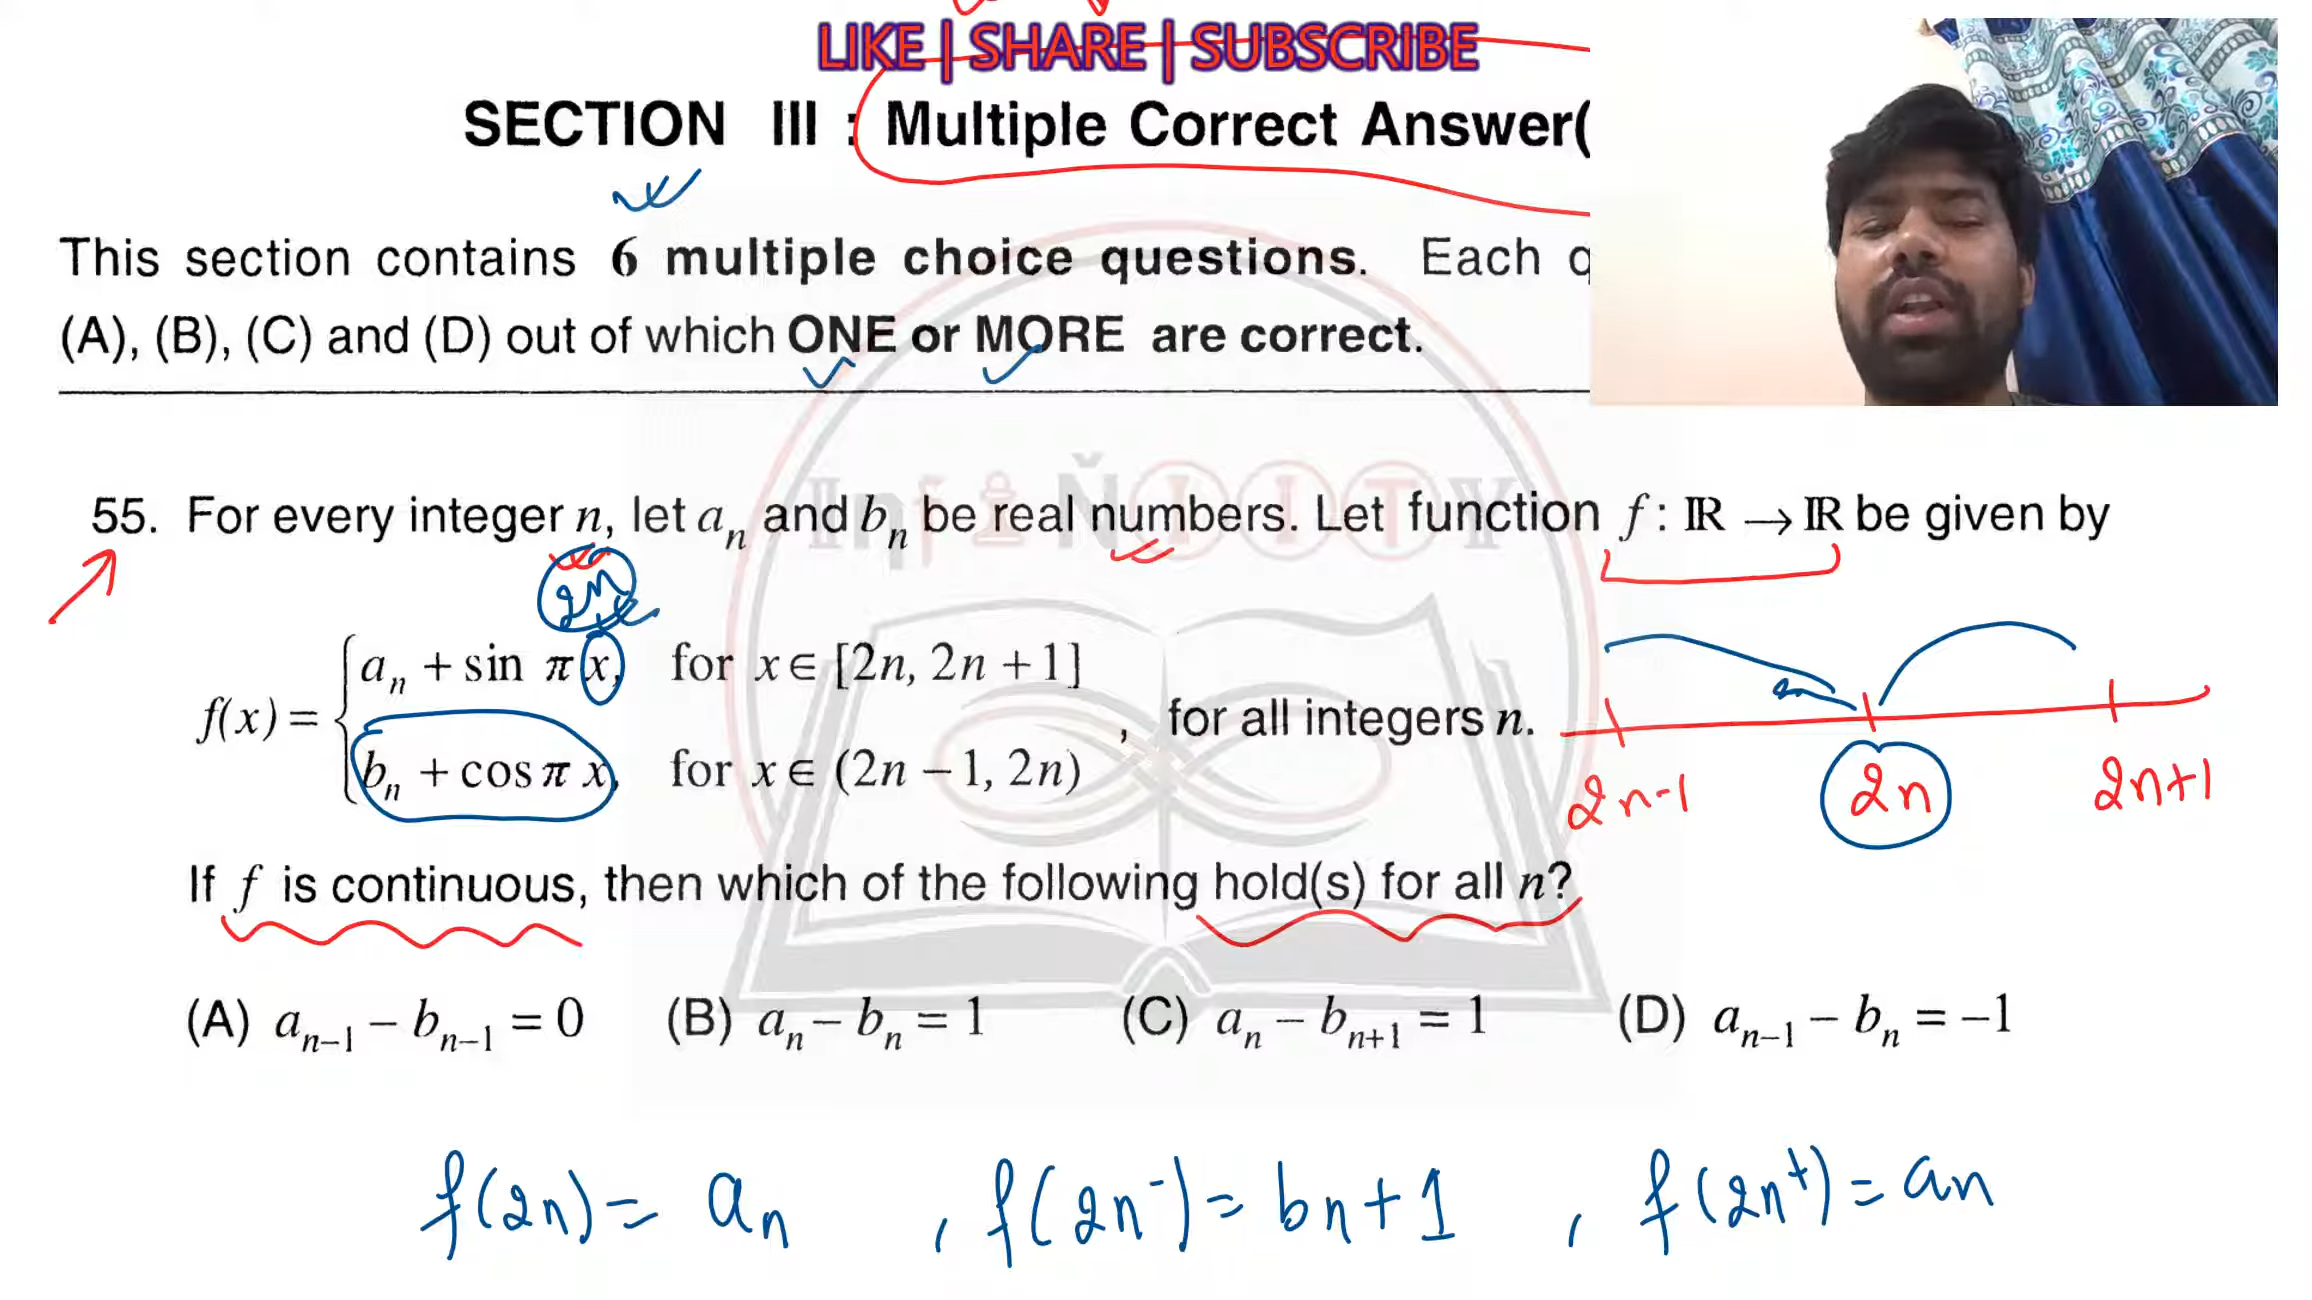 LIKE | SHARE | SUBSCRIBE
SECTION III : Multiple Correct Answer(
This section contains 6 multiple choice questions. Each q
(A), (B), (C) and (D) out of which ONE or MORE are correct.
InfiŇIITY
55. For every integer n, let aₙ and bₙ be real numbers. Let function f : ℝ → ℝ be given by
2n
f(x) = { aₙ + sin π x, for x ∈ [2n, 2n + 1]
bₙ + cos π x, for x ∈ (2n − 1, 2n) , for all integers n.
2n-1 2n 2n+1
If f is continuous, then which of the following hold(s) for all n?
(A) aₙ₋₁ − bₙ₋₁ = 0 (B) aₙ − bₙ = 1 (C) aₙ − bₙ₊₁ = 1 (D) aₙ₋₁ − bₙ = −1
f(2n) = aₙ , f(2n⁻) = bn + 1 , f(2n⁺) = an